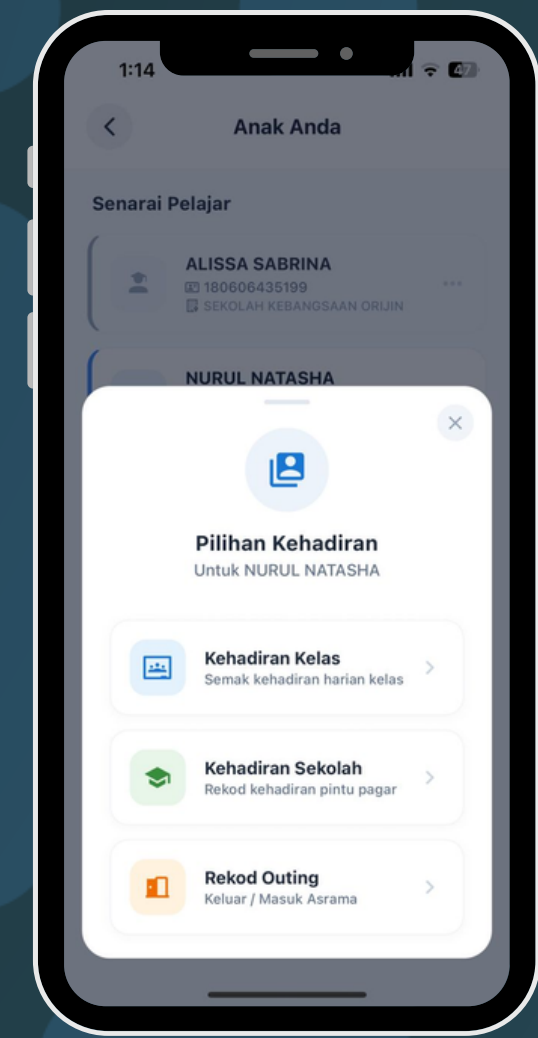 1:14
47
Anak Anda
Senarai Pelajar
ALISSA SABRINA
180606435199
SEKOLAH KEBANGSAAN ORIJIN
NURUL NATASHA
Pilihan Kehadiran
Untuk NURUL NATASHA
Kehadiran Kelas
Semak kehadiran harian kelas
Kehadiran Sekolah
Rekod kehadiran pintu pagar
Rekod Outing
Keluar / Masuk Asrama